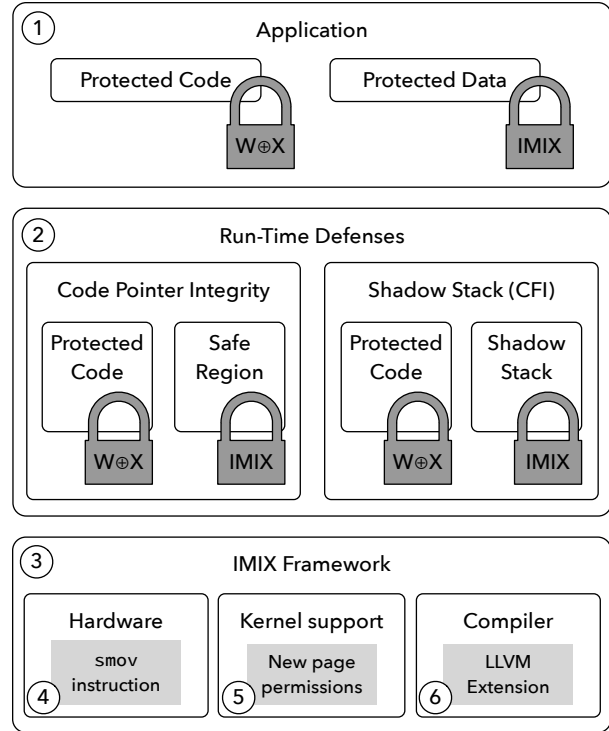 1
Application
Protected Code
W⊕X
Protected Data
IMIX
2
Run-Time Defenses
Code Pointer Integrity
Protected
Code
W⊕X
Safe
Region
IMIX
Shadow Stack (CFI)
Protected
Code
W⊕X
Shadow
Stack
IMIX
3
IMIX Framework
Hardware
smov
instruction
4
Kernel support
New page
permissions
5
Compiler
LLVM
Extension
6